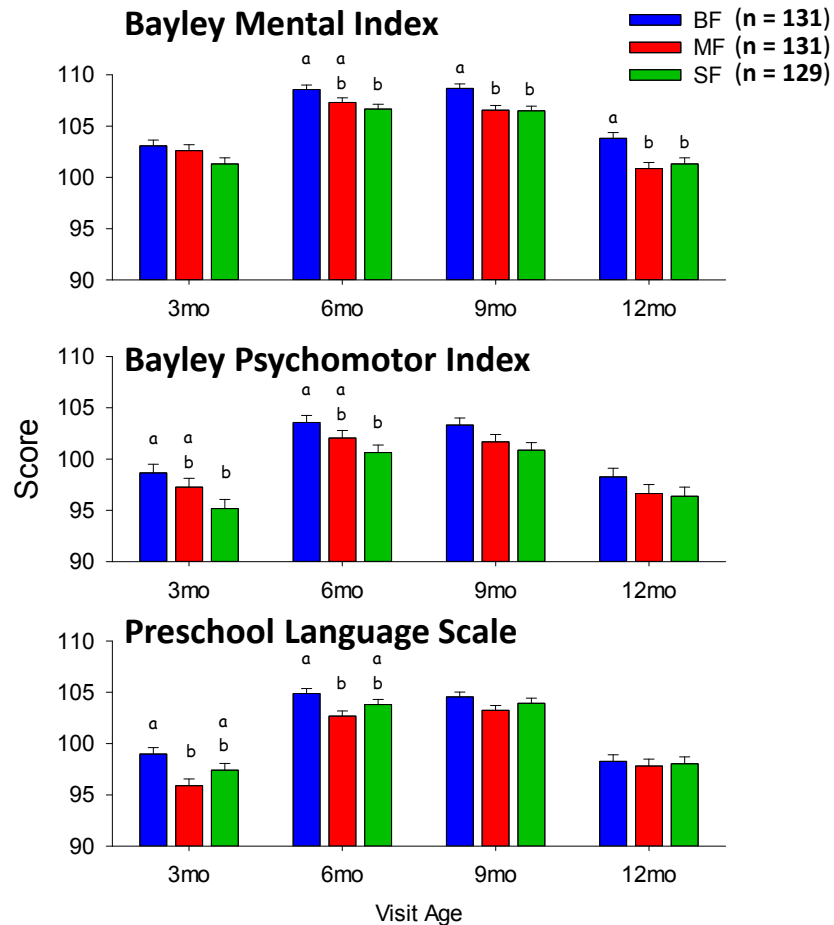 Bayley Mental Index
BF (n = 131)
MF (n = 131)
SF (n = 129)
110
105
100
95
90
a
a
b
b
a
b
b
a
b
b
3mo 6mo 9mo 12mo
Bayley Psychomotor Index
110
105
100
95
90
a
a
b
b
a
a
b
b
3mo 6mo 9mo 12mo
Score
Preschool Language Scale
110
105
100
95
90
a
b
a
b
a
b
a
b
3mo 6mo 9mo 12mo
Visit Age